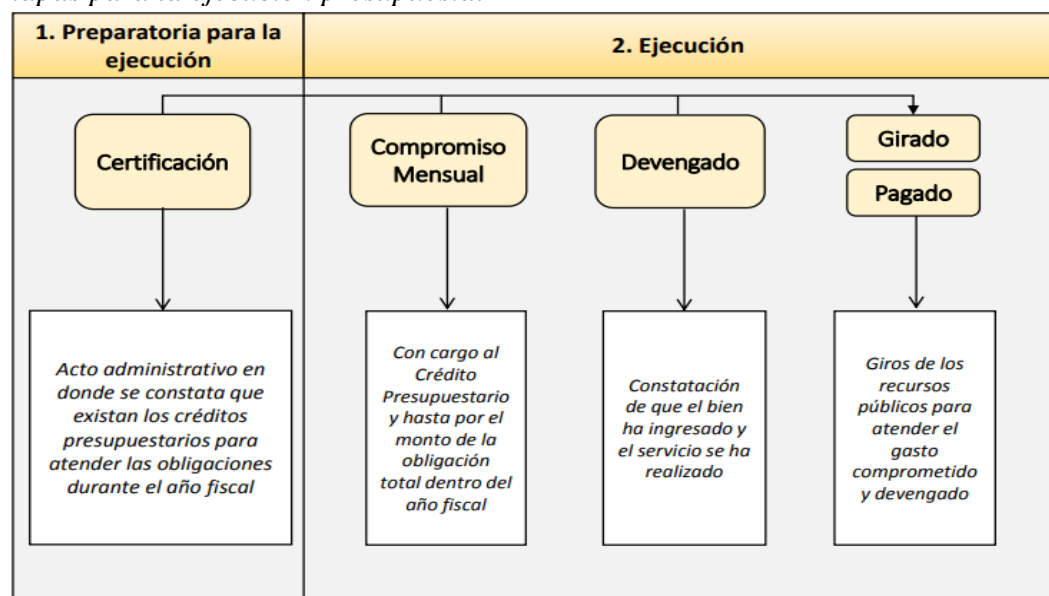 para la
1. Preparatoria para la
ejecución
2. Ejecución
Certificación
Compromiso
Mensual
Devengado
Girado
Pagado
Acto administrativo en
donde se constata que
existan los créditos
presupuestarios para
atender las obligaciones
durante el año fiscal
Con cargo al
Crédito
Presupuestario
y hasta por el
monto de la
obligación
total dentro del
año fiscal
Constatación
de que el bien
ha ingresado y
el servicio se ha
realizado
Giros de los
recursos
públicos para
atender el
gasto
comprometido
y devengado